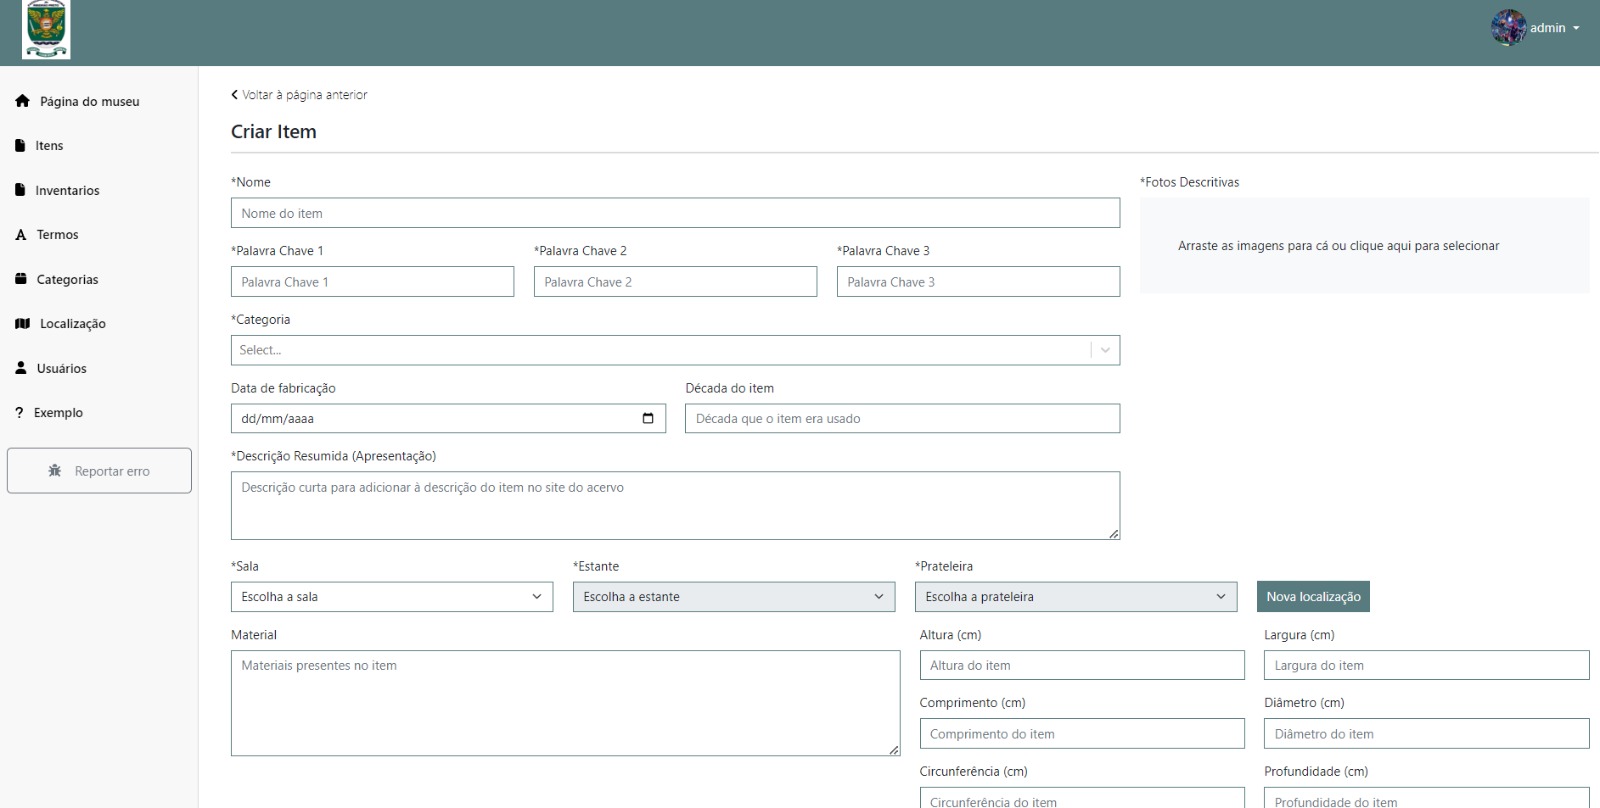 admin
Página do museu
Itens
Inventarios
Termos
Categorias
Localização
Usuários
Exemplo
Reportar erro
Voltar à página anterior
Criar Item
*Nome
Nome do item
*Palavra Chave 1 *Palavra Chave 2 *Palavra Chave 3
Palavra Chave 1 Palavra Chave 2 Palavra Chave 3
*Categoria
Select...
Data de fabricação Década do item
dd/mm/aaaa Década que o item era usado
*Descrição Resumida (Apresentação)
Descrição curta para adicionar à descrição do item no site do acervo
*Fotos Descritivas
Arraste as imagens para cá ou clique aqui para selecionar
*Sala *Estante *Prateleira
Escolha a sala Escolha a estante Escolha a prateleira Nova localização
Material
Materiais presentes no item
Altura (cm) Largura (cm)
Altura do item Largura do item
Comprimento (cm) Diâmetro (cm)
Comprimento do item Diâmetro do item
Circunferência (cm) Profundidade (cm)
Circunferência do item Profundidade do item